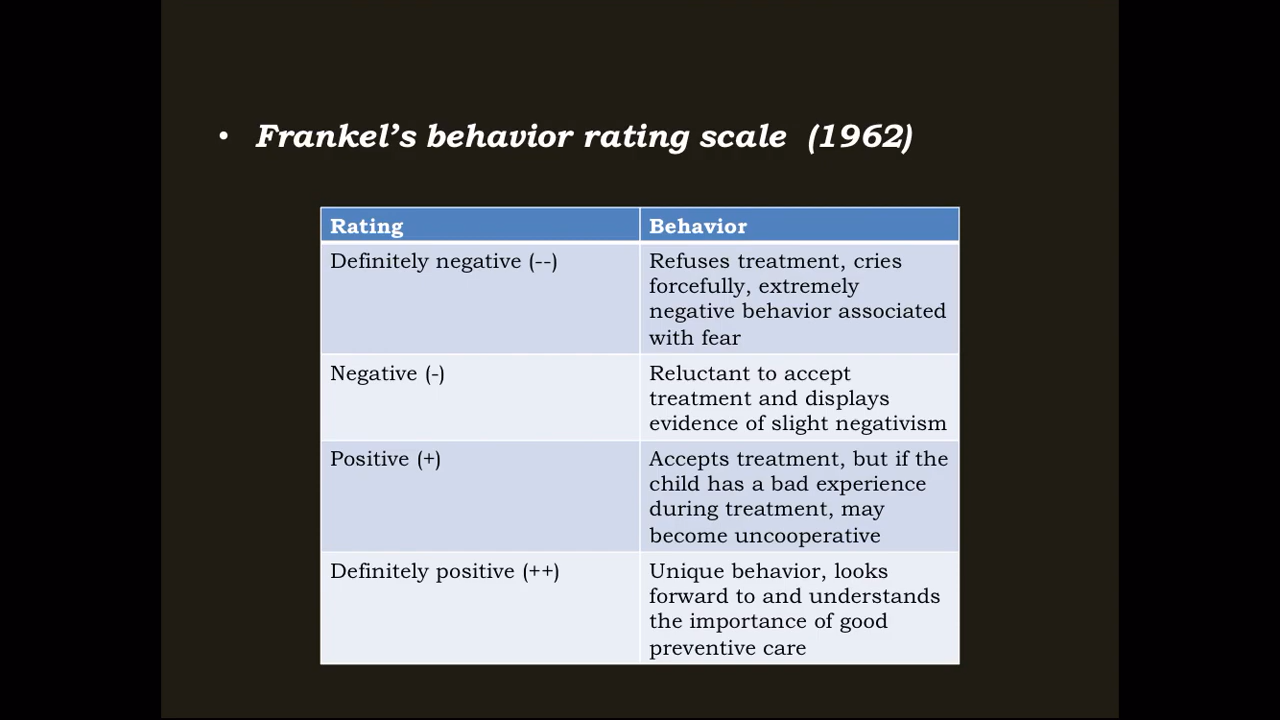 • Frankel’s behavior rating scale (1962)
Rating
Behavior
Definitely negative (--)
Refuses treatment, cries
forcefully, extremely
negative behavior associated
with fear
Negative (-)
Reluctant to accept
treatment and displays
evidence of slight negativism
Positive (+)
Accepts treatment, but if the
child has a bad experience
during treatment, may
become uncooperative
Definitely positive (++)
Unique behavior, looks
forward to and understands
the importance of good
preventive care